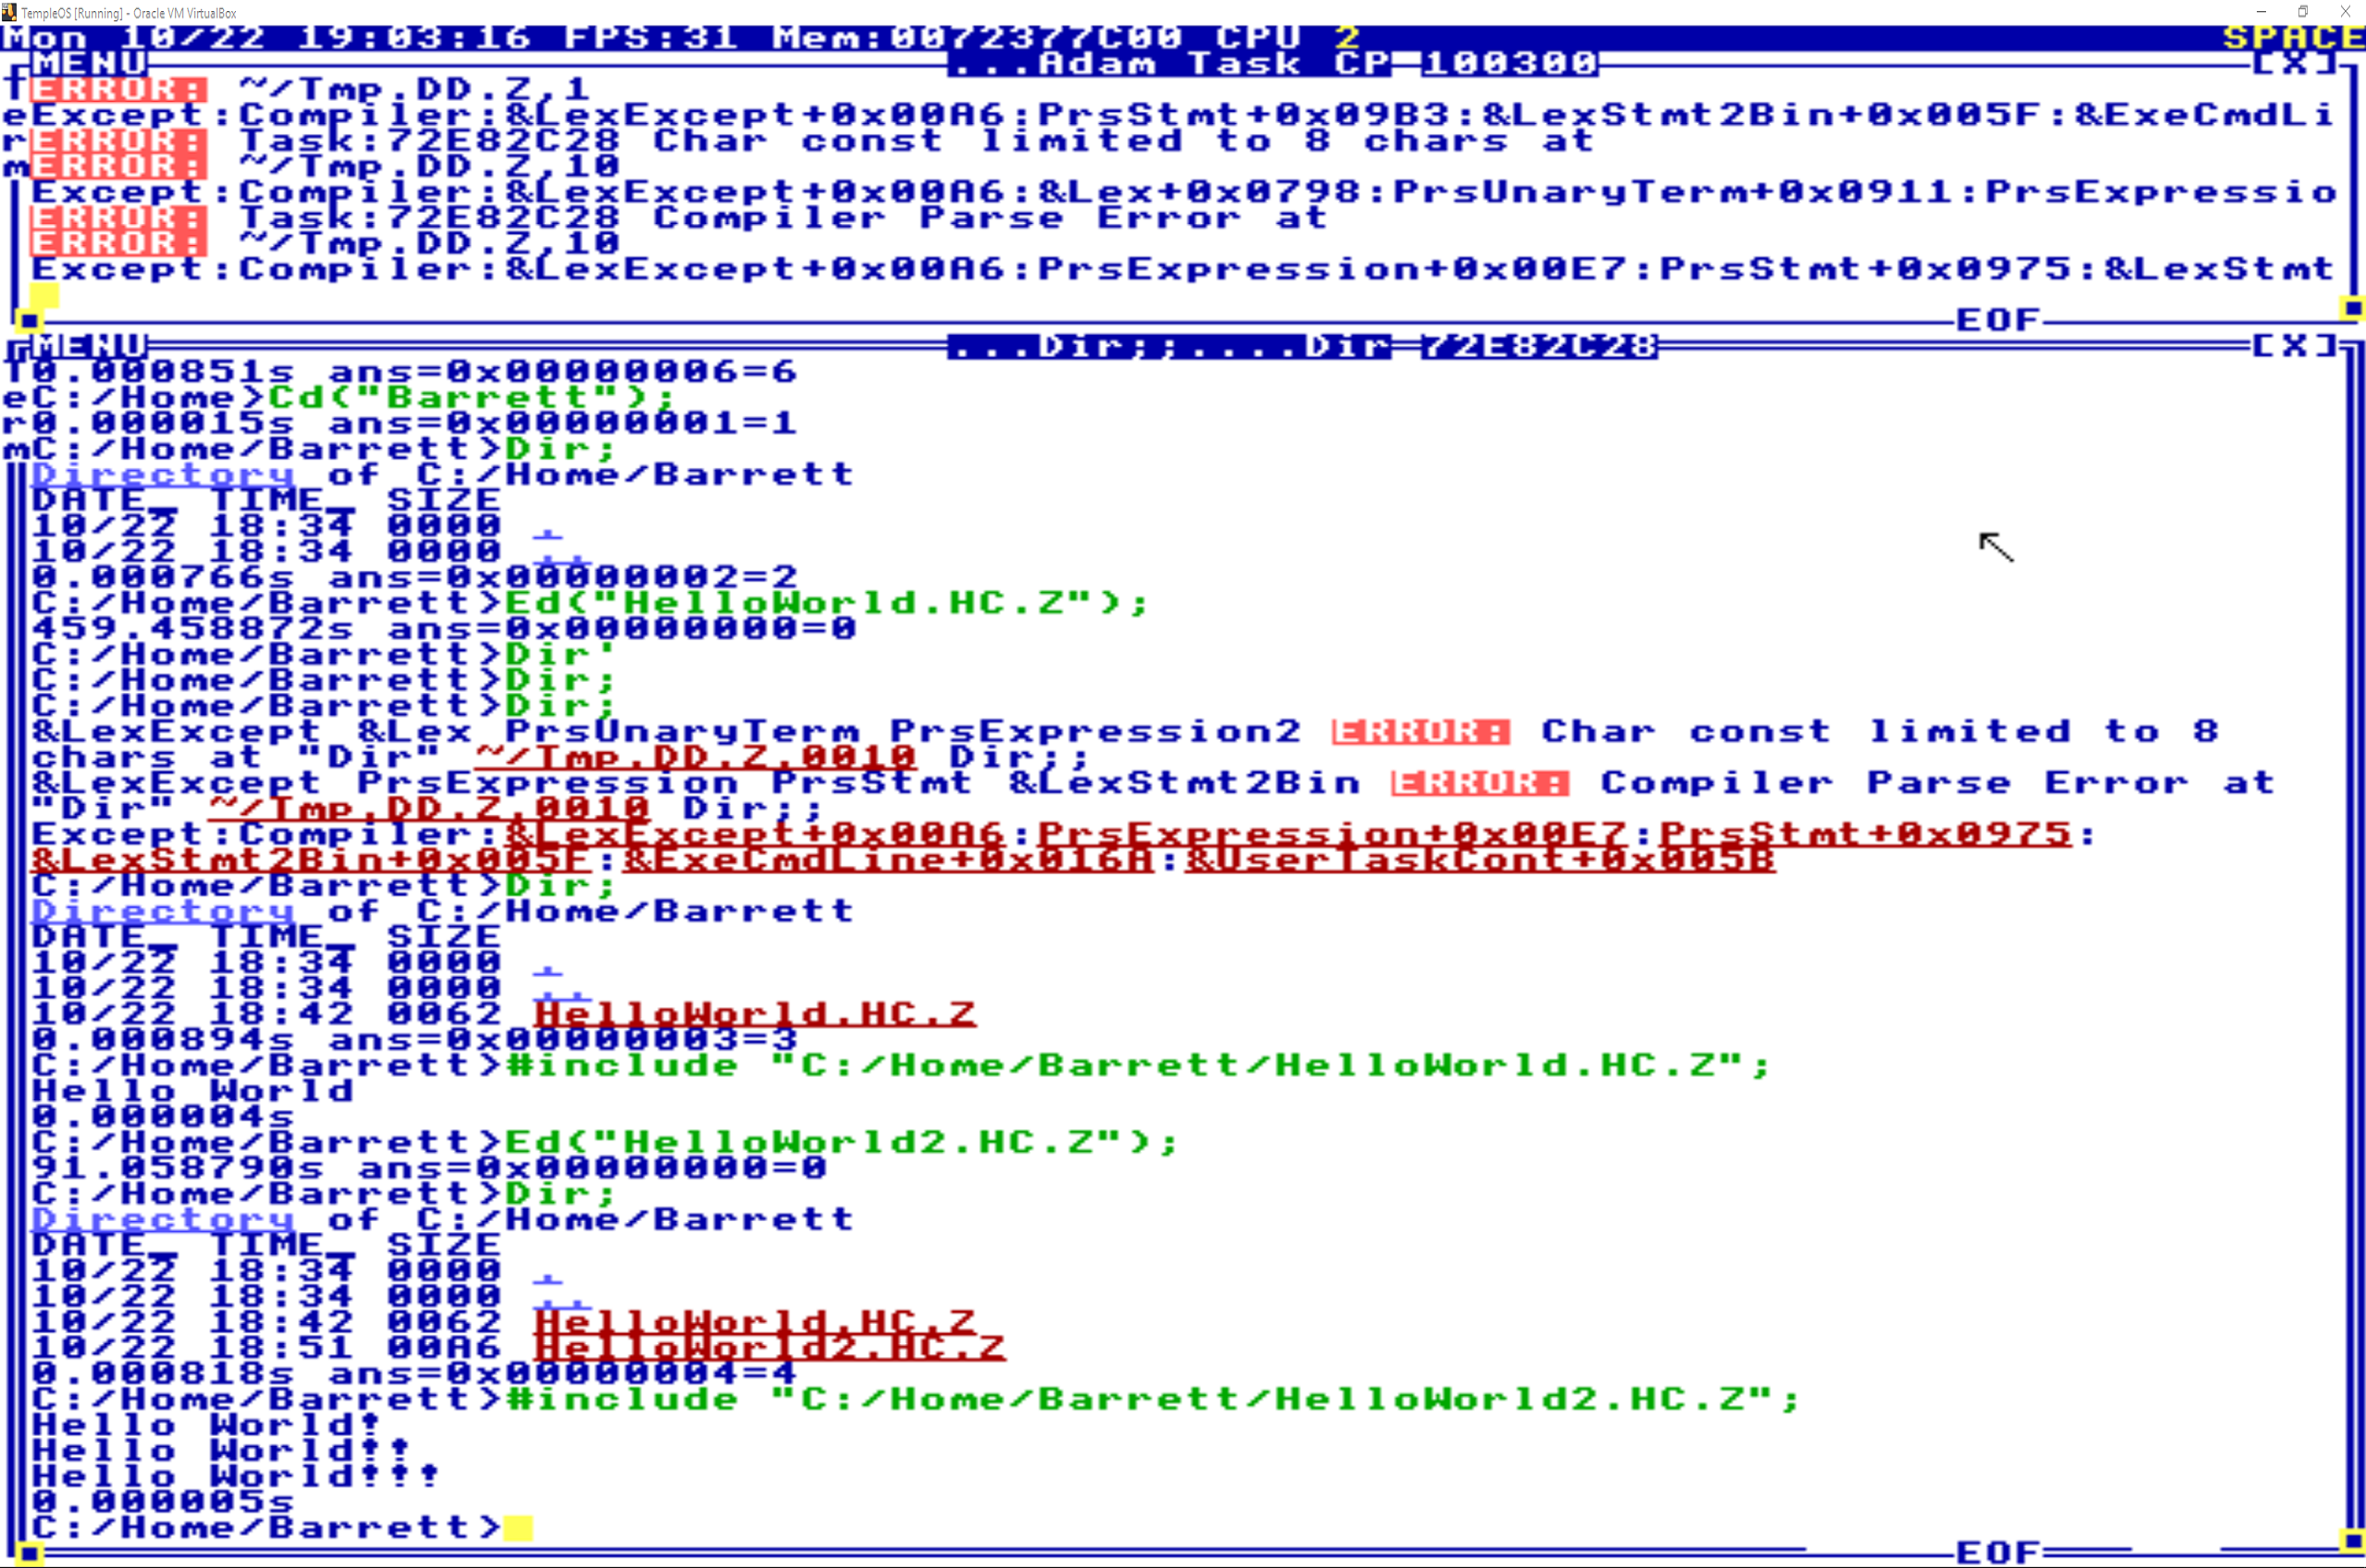 TempleOS [Running] - Oracle VM VirtualBox
Mon 10/22 19:03:16 FPS:31 Mem:0072377C00 CPU 2 SPACE
MENU ...Adam Task CP 100300 [X]
ERROR: ~/Tmp.DD.Z,1
Except:Compiler:&LexExcept+0x00A6:PrsStmt+0x09B3:&LexStmt2Bin+0x005F:&ExeCmdLi
ERROR: Task:72E82C28 Char const limited to 8 chars at
ERROR: ~/Tmp.DD.Z,10
Except:Compiler:&LexExcept+0x00A6:&Lex+0x0798:PrsUnaryTerm+0x0911:PrsExpressio
ERROR: Task:72E82C28 Compiler Parse Error at
ERROR: ~/Tmp.DD.Z,10
Except:Compiler:&LexExcept+0x00A6:PrsExpression+0x00E7:PrsStmt+0x0975:&LexStmt
Term
EOF
MENU ...Dir;;....Dir 72E82C28 [X]
0.000851s ans=0x00000006=6
C:/Home>Cd("Barrett");
0.000015s ans=0x00000001=1
C:/Home/Barrett>Dir;
Directory of C:/Home/Barrett
DATE_ TIME_ SIZE
10/22 18:34 0000 .
10/22 18:34 0000 ..
0.000766s ans=0x00000002=2
C:/Home/Barrett>Ed("HelloWorld.HC.Z");
459.458872s ans=0x00000000=0
C:/Home/Barrett>Dir'
C:/Home/Barrett>Dir;
C:/Home/Barrett>Dir;
&LexExcept &Lex PrsUnaryTerm PrsExpression2 ERROR: Char const limited to 8
chars at "Dir" ~/Tmp.DD.Z,0010 Dir;;
&LexExcept PrsExpression PrsStmt &LexStmt2Bin ERROR: Compiler Parse Error at
"Dir" ~/Tmp.DD.Z,0010 Dir;;
Except:Compiler:&LexExcept+0x00A6:PrsExpression+0x00E7:PrsStmt+0x0975:
&LexStmt2Bin+0x005F:&ExeCmdLine+0x016A:&UserTaskCont+0x005B
C:/Home/Barrett>Dir;
Directory of C:/Home/Barrett
DATE_ TIME_ SIZE
10/22 18:34 0000 .
10/22 18:34 0000 ..
10/22 18:42 0062 HelloWorld.HC.Z
0.000894s ans=0x00000003=3
C:/Home/Barrett>#include "C:/Home/Barrett/HelloWorld.HC.Z";
Hello World
0.000004s
C:/Home/Barrett>Ed("HelloWorld2.HC.Z");
91.058790s ans=0x00000000=0
C:/Home/Barrett>Dir;
Directory of C:/Home/Barrett
DATE_ TIME_ SIZE
10/22 18:34 0000 .
10/22 18:34 0000 ..
10/22 18:42 0062 HelloWorld.HC.Z
10/22 18:51 00A6 HelloWorld2.HC.Z
0.000818s ans=0x00000004=4
C:/Home/Barrett>#include "C:/Home/Barrett/HelloWorld2.HC.Z";
Hello World!
Hello World!!
Hello World!!!
0.000005s
C:/Home/Barrett>
Term
EOF